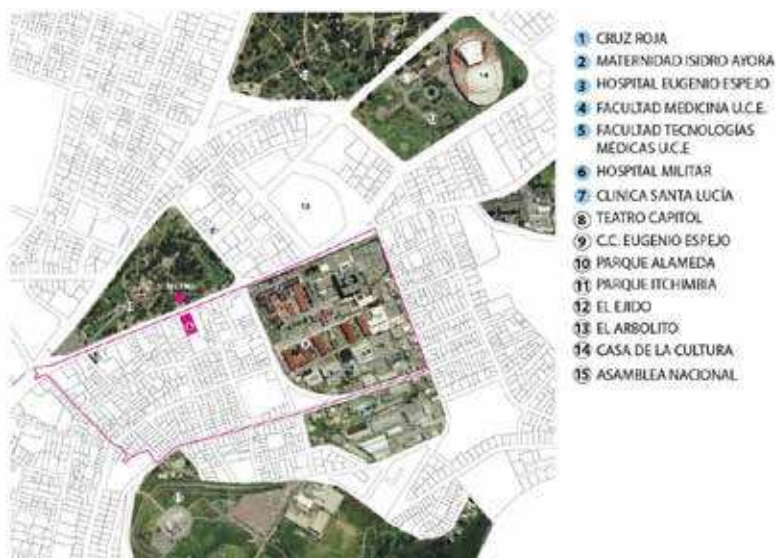 1 CRUZ ROJA
2 MATERNIDAD ISIDRO AYORA
3 HOSPITAL EUGENIO ESPEJO
4 FACULTAD MEDICINA U.C.E.
5 FACULTAD TECNOLOGÍAS
MÉDICAS U.C.E
6 HOSPITAL MILITAR
7 CLINICA SANTA LUCÍA
8 TEATRO CAPITOL
9 C.C. EUGENIO ESPEJO
10 PARQUE ALAMEDA
11 PARQUE ITCHIMBIA
12 EL EJIDO
13 EL ARBOLITO
14 CASA DE LA CULTURA
15 ASAMBLEA NACIONAL
14